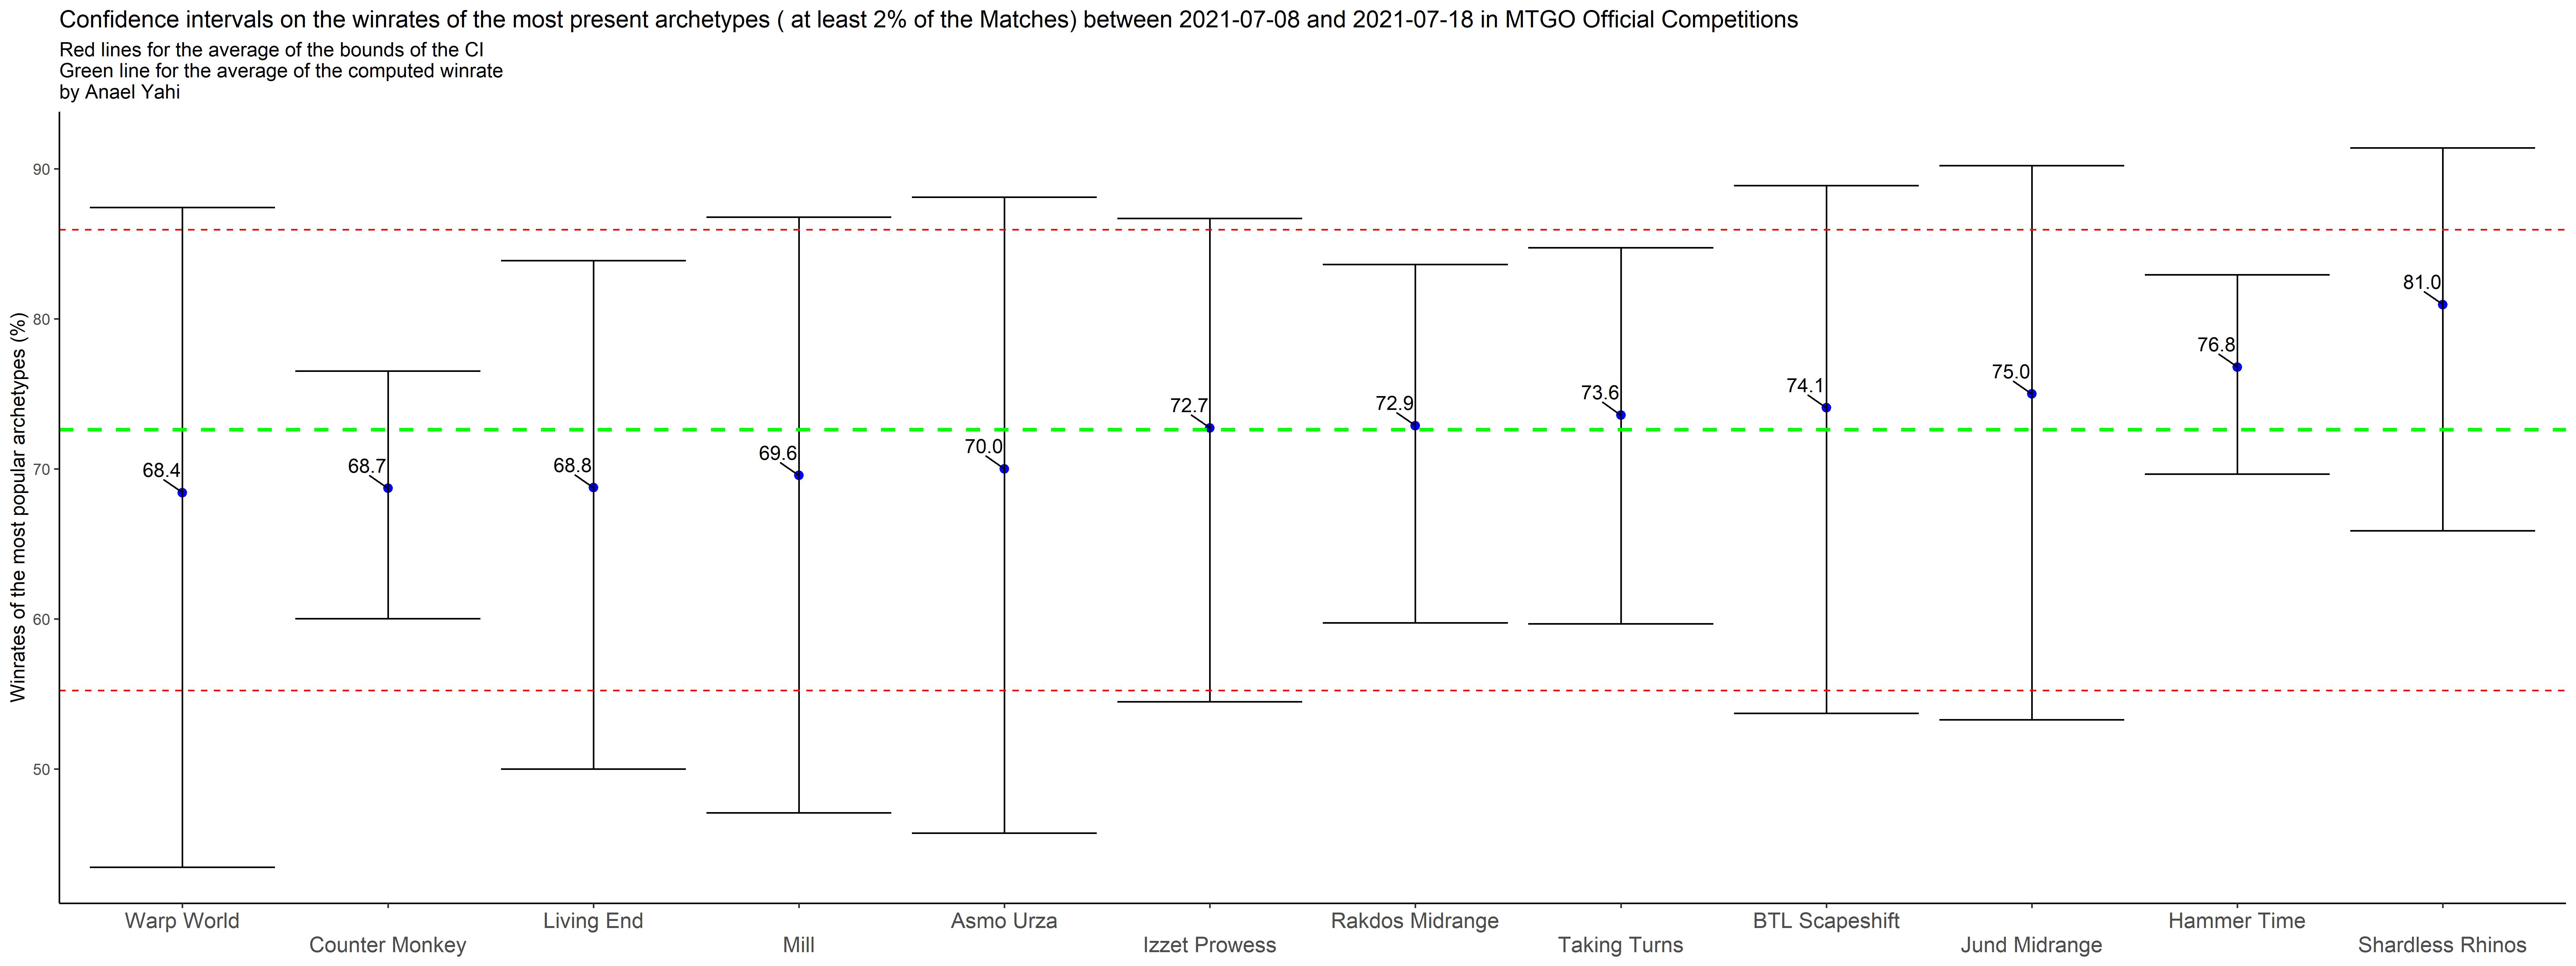 Confidence intervals on the winrates of the most present archetypes ( at least 2% of the Matches) between 2021-07-08 and 2021-07-18 in MTGO Official Competitions
Red lines for the average of the bounds of the CI
Green line for the average of the computed winrate
by Anael Yahi
Winrates of the most popular archetypes (%)
90
80
70
60
50
68.4
68.7
68.8
69.6
70.0
72.7
72.9
73.6
74.1
75.0
76.8
81.0
Warp World
Counter Monkey
Living End
Mill
Asmo Urza
Izzet Prowess
Rakdos Midrange
Taking Turns
BTL Scapeshift
Jund Midrange
Hammer Time
Shardless Rhinos